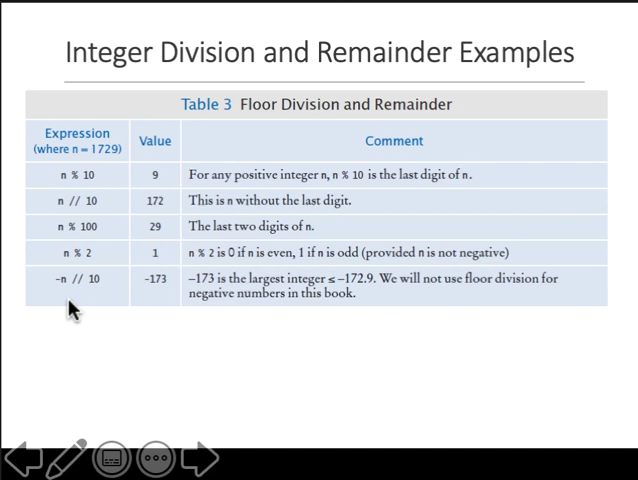 Integer Division and Remainder Examples
Table 3 Floor Division and Remainder
Expression
(where n = 1729)
Value
Comment
n % 10
9
For any positive integer n, n % 10 is the last digit of n.
n // 10
172
This is n without the last digit.
n % 100
29
The last two digits of n.
n % 2
1
n % 2 is 0 if n is even, 1 if n is odd (provided n is not negative)
-n // 10
-173
–173 is the largest integer ≤ –172.9. We will not use floor division for
negative numbers in this book.